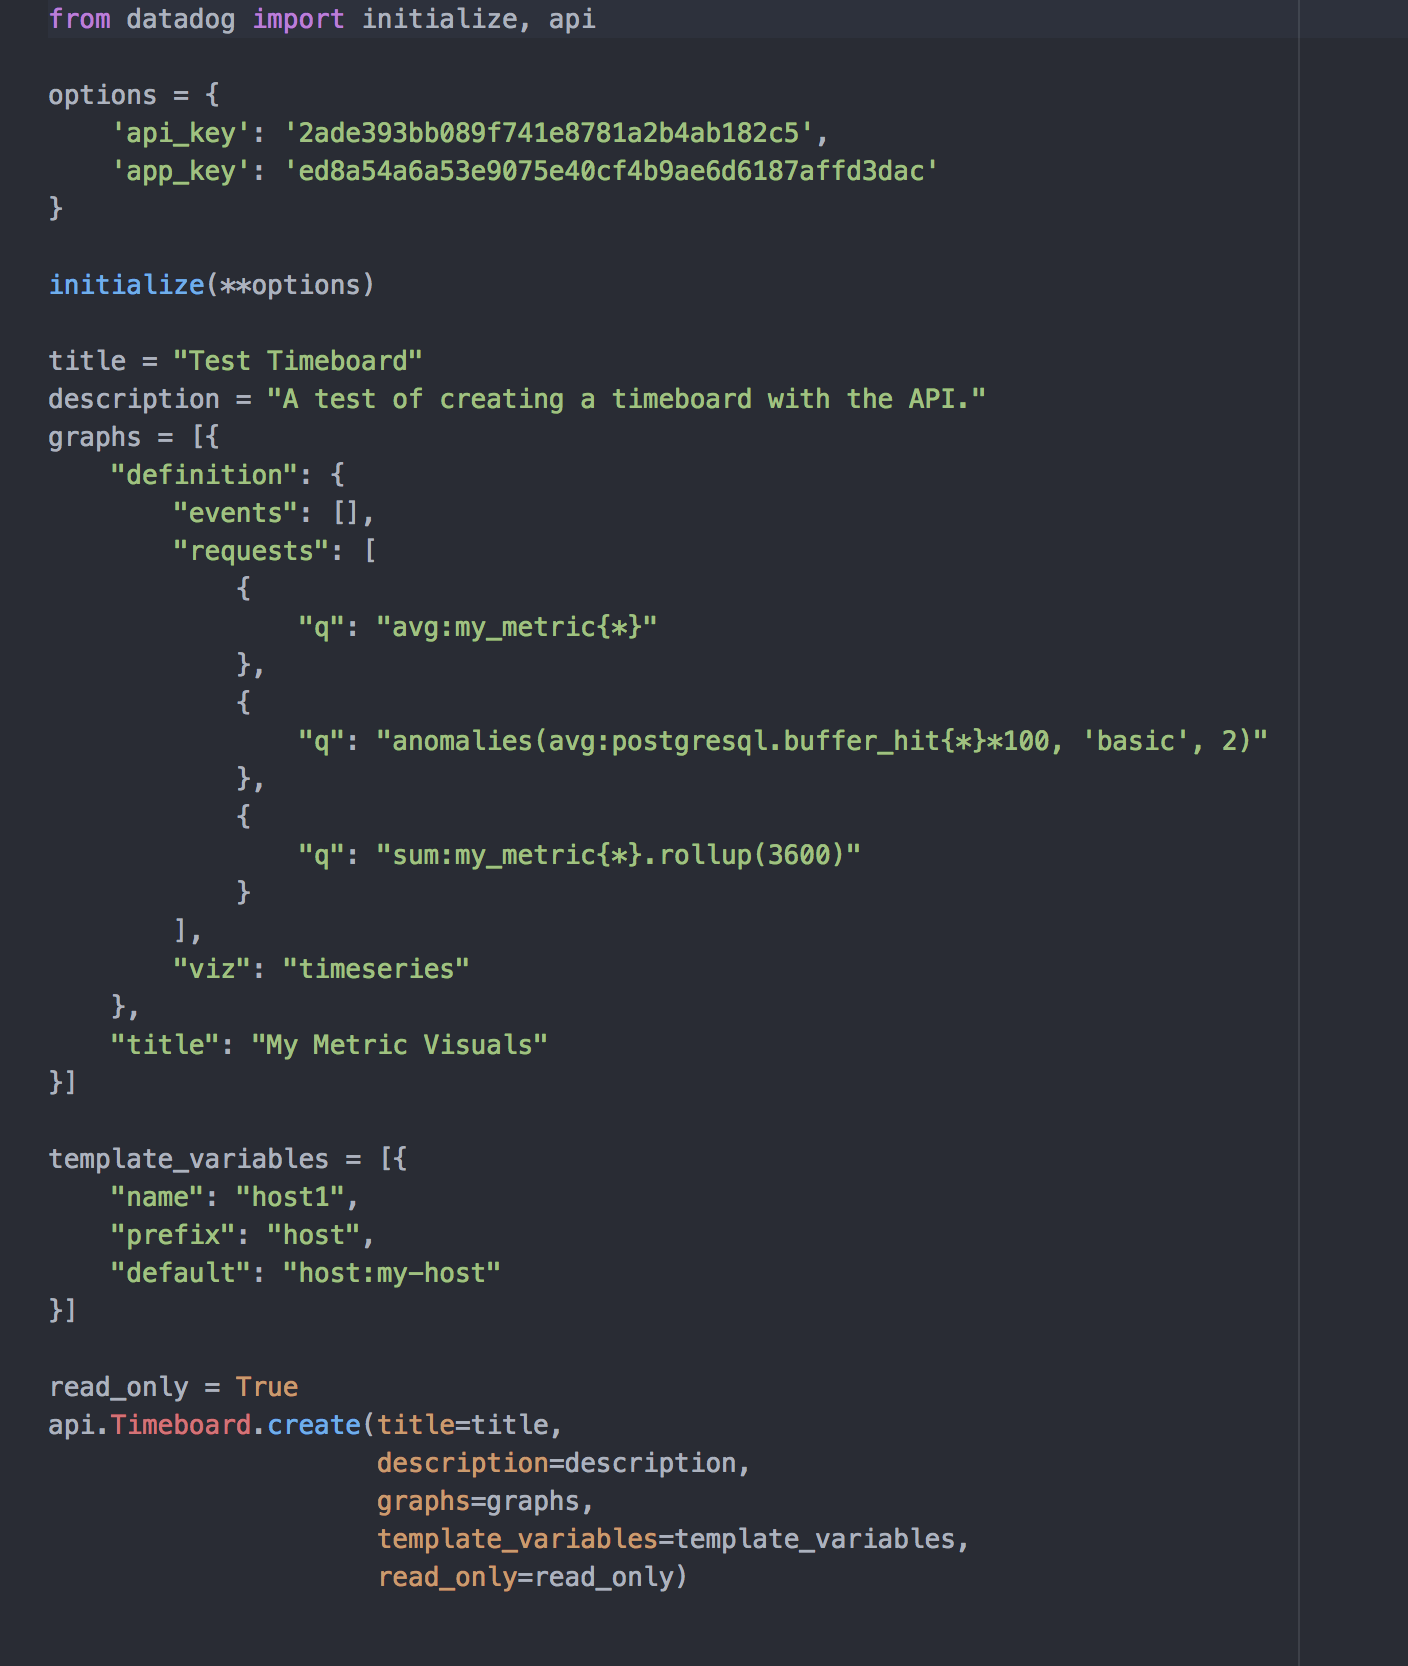 from datadog import initialize, api

options = {
    'api_key': '2ade393bb089f741e8781a2b4ab182c5',
    'app_key': 'ed8a54a6a53e9075e40cf4b9ae6d6187affd3dac'
}

initialize(**options)

title = "Test Timeboard"
description = "A test of creating a timeboard with the API."
graphs = [{
    "definition": {
        "events": [],
        "requests": [
            {
                "q": "avg:my_metric{*}"
            },
            {
                "q": "anomalies(avg:postgresql.buffer_hit{*}*100, 'basic', 2)"
            },
            {
                "q": "sum:my_metric{*}.rollup(3600)"
            }
        ],
        "viz": "timeseries"
    },
    "title": "My Metric Visuals"
}]

template_variables = [{
    "name": "host1",
    "prefix": "host",
    "default": "host:my-host"
}]

read_only = True
api.Timeboard.create(title=title,
                     description=description,
                     graphs=graphs,
                     template_variables=template_variables,
                     read_only=read_only)